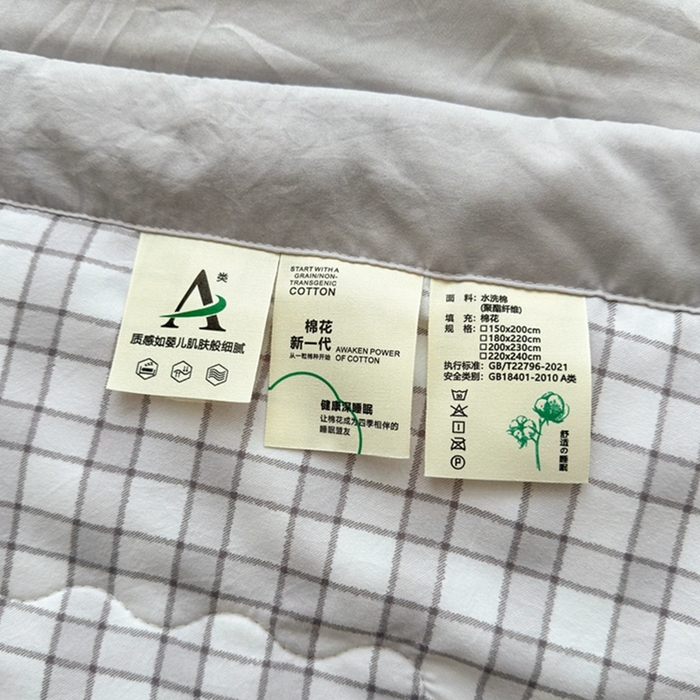 A类
质感如婴儿肌肤般细腻
START WITH A
GRAIN/NON-
TRANSGENIC
COTTON
棉花
新一代
从一粒棉种开始
AWAKEN POWER
OF COTTON
健康深睡眠
让棉花成为四季相伴的
睡眠盟友
面 料：水洗棉
(聚酯纤维)
填 充：棉花
规 格：□150x200cm
□180x220cm
□200x230cm
□220x240cm
执行标准：GB/T22796-2021
安全类别：GB18401-2010 A类
舒适の睡眠